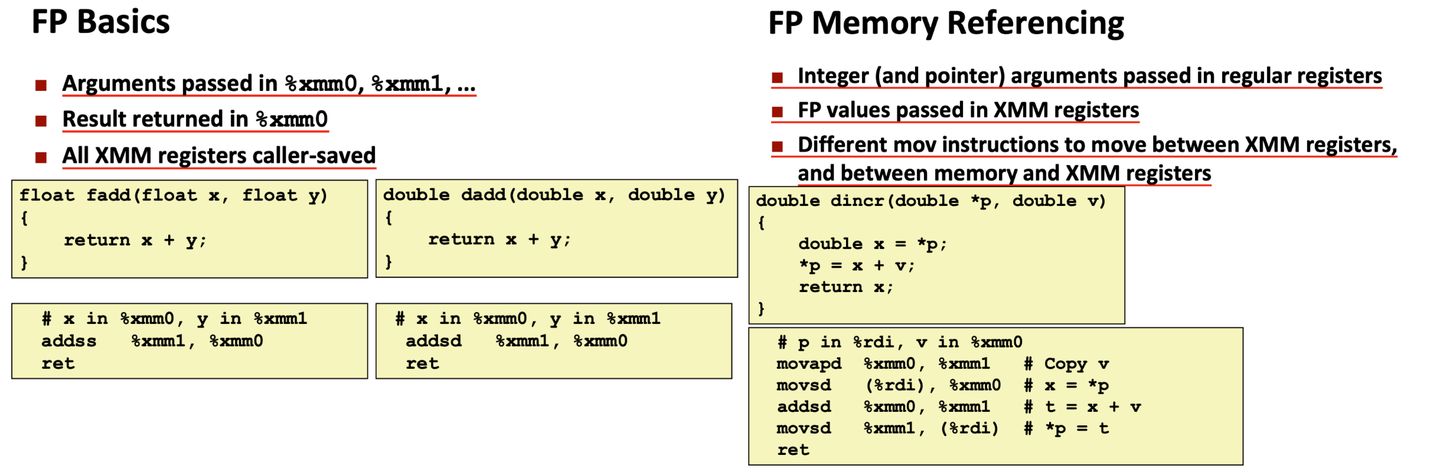 FP Basics
■ Arguments passed in %xmm0, %xmm1, ...
■ Result returned in %xmm0
■ All XMM registers caller-saved
float fadd(float x, float y)
{
    return x + y;
}
double dadd(double x, double y)
{
    return x + y;
}
# x in %xmm0, y in %xmm1
addss   %xmm1, %xmm0
ret
# x in %xmm0, y in %xmm1
addsd   %xmm1, %xmm0
ret
FP Memory Referencing
■ Integer (and pointer) arguments passed in regular registers
■ FP values passed in XMM registers
■ Different mov instructions to move between XMM registers,
and between memory and XMM registers
double dincr(double *p, double v)
{
    double x = *p;
    *p = x + v;
    return x;
}
# p in %rdi, v in %xmm0
movapd  %xmm0, %xmm1   # Copy v
movsd   (%rdi), %xmm0  # x = *p
addsd   %xmm0, %xmm1   # t = x + v
movsd   %xmm1, (%rdi)  # *p = t
ret